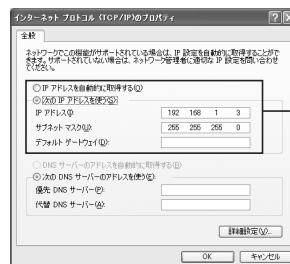 インターネット プロトコル (TCP/IP)のプロパティ
全般
ネットワークでこの機能がサポートされている場合は、IP 設定を自動的に取得することがで
きます。サポートされていない場合は、ネットワーク管理者に適切な IP 設定を問い合わせ
てください。
IP アドレスを自動的に取得する(O)
次の IP アドレスを使う(S):
IP アドレス(I): 192 168 1 3
サブネット マスク(U): 255 255 255 0
デフォルト ゲートウェイ(D):
DNS サーバーのアドレスを自動的に取得する(B)
次の DNS サーバーのアドレスを使う(E):
優先 DNS サーバー(P):
代替 DNS サーバー(A):
詳細設定(V)...
OK キャンセル